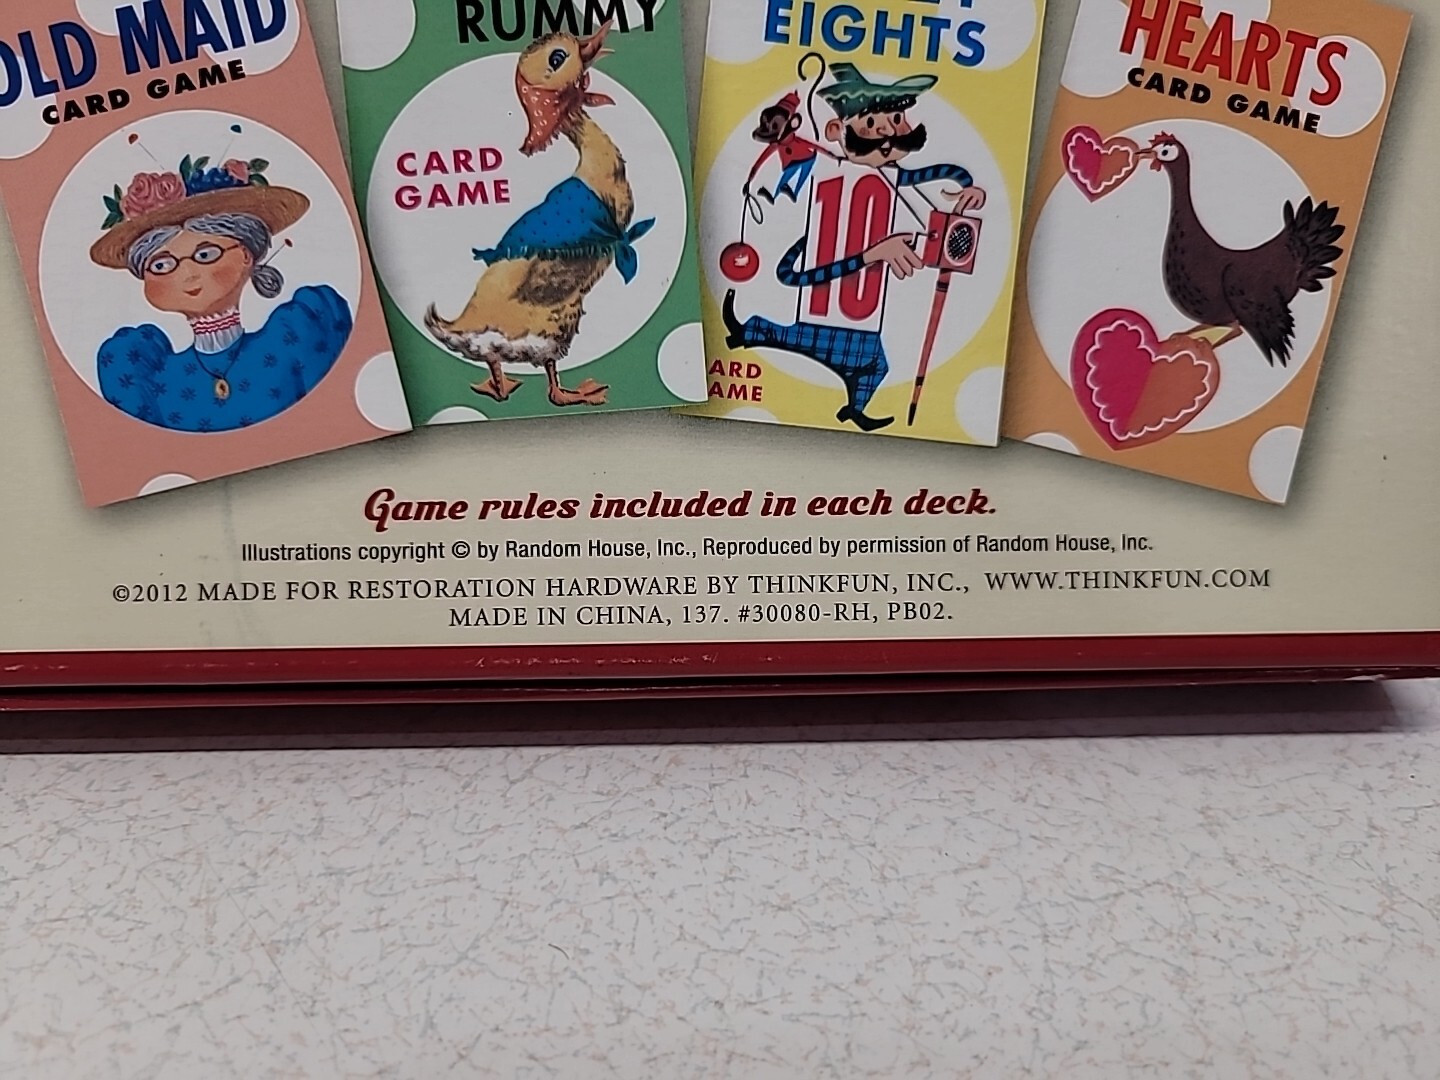 OLD MAID
CARD GAME
RUMMY
CARD
GAME
EIGHTS
10
ARD
AME
HEARTS
CARD GAME
Game rules included in each deck.
Illustrations copyright © by Random House, Inc., Reproduced by permission of Random House, Inc.
©2012 MADE FOR RESTORATION HARDWARE BY THINKFUN, INC., WWW.THINKFUN.COM
MADE IN CHINA, 137. #30080-RH, PB02.